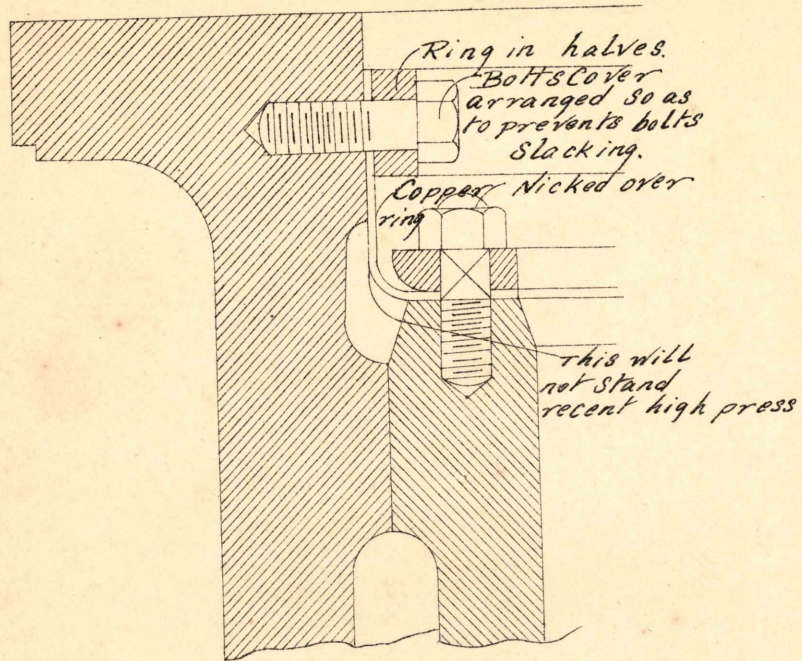 Ring in halves.
Bolts Cover
arranged so as
to prevents bolts
Slacking.
Copper Nicked over
ring
This will
not stand
recent high press